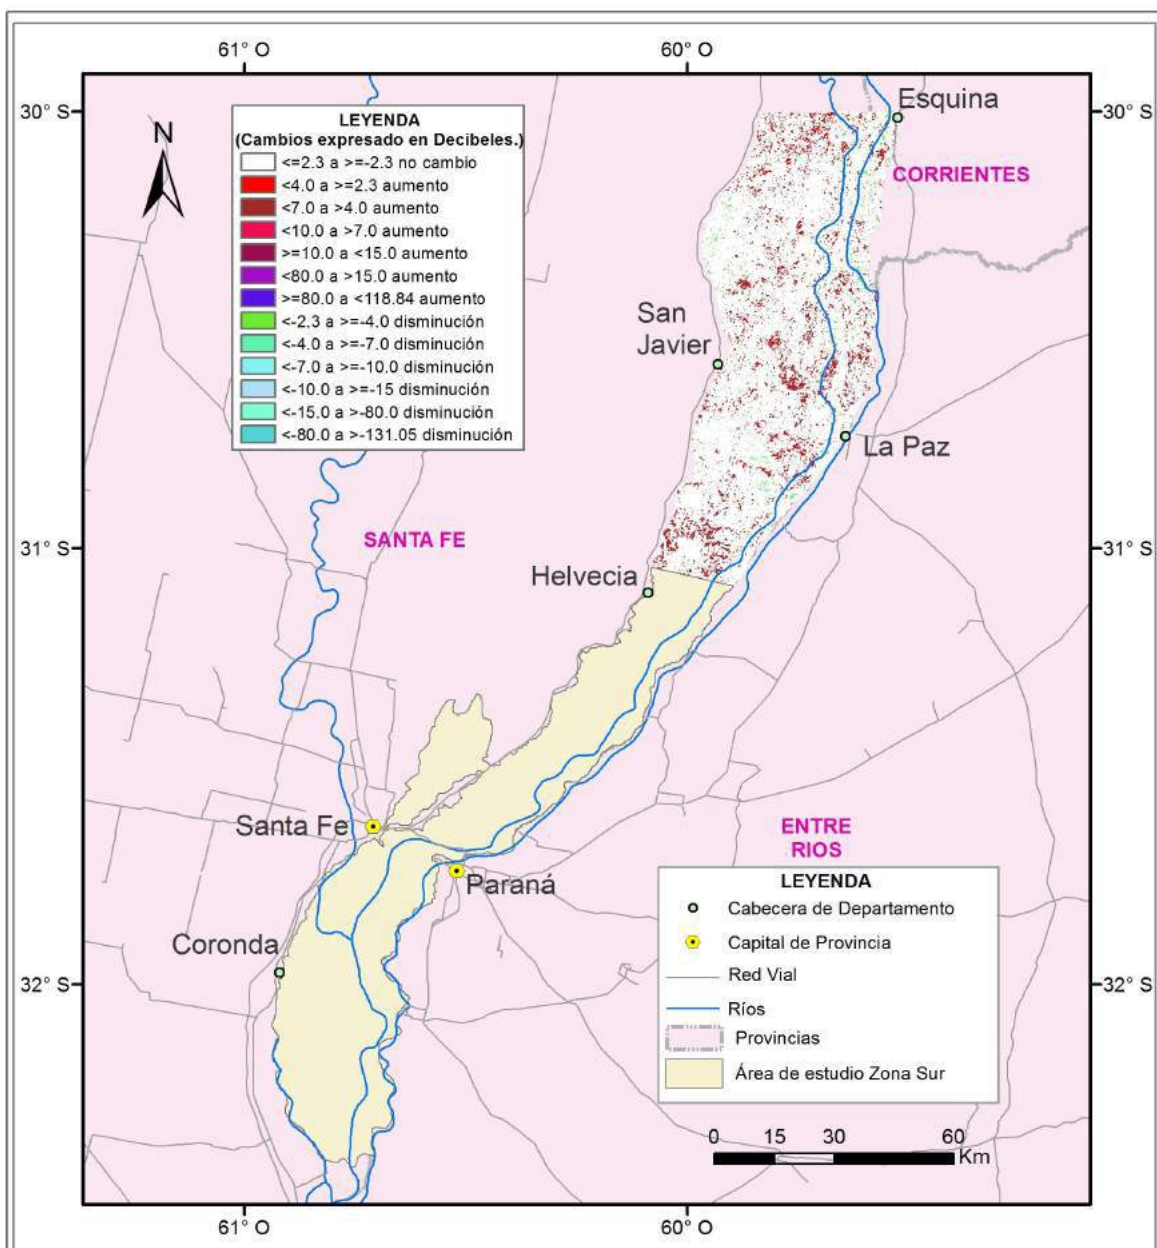 61° O
60° O
30° S
30° S
N
LEYENDA
(Cambios expresado en Decibeles.)
<=2.3 a >=-2.3 no cambio
<4.0 a >=2.3 aumento
<7.0 a >4.0 aumento
<10.0 a >7.0 aumento
>=10.0 a <15.0 aumento
<80.0 a >15.0 aumento
>=80.0 a <118.84 aumento
<-2.3 a >=-4.0 disminución
<-4.0 a >=-7.0 disminución
<-7.0 a >=-10.0 disminución
<-10.0 a >=-15 disminución
<-15.0 a >-80.0 disminución
<-80.0 a >-131.05 disminución
Esquina
CORRIENTES
San
Javier
La Paz
SANTA FE
31° S
31° S
Helvecia
Santa Fe
ENTRE
RIOS
Paraná
Coronda
32° S
32° S
LEYENDA
Cabecera de Departamento
Capital de Provincia
Red Vial
Ríos
Provincias
Área de estudio Zona Sur
0 15 30 60
Km
61° O
60° O